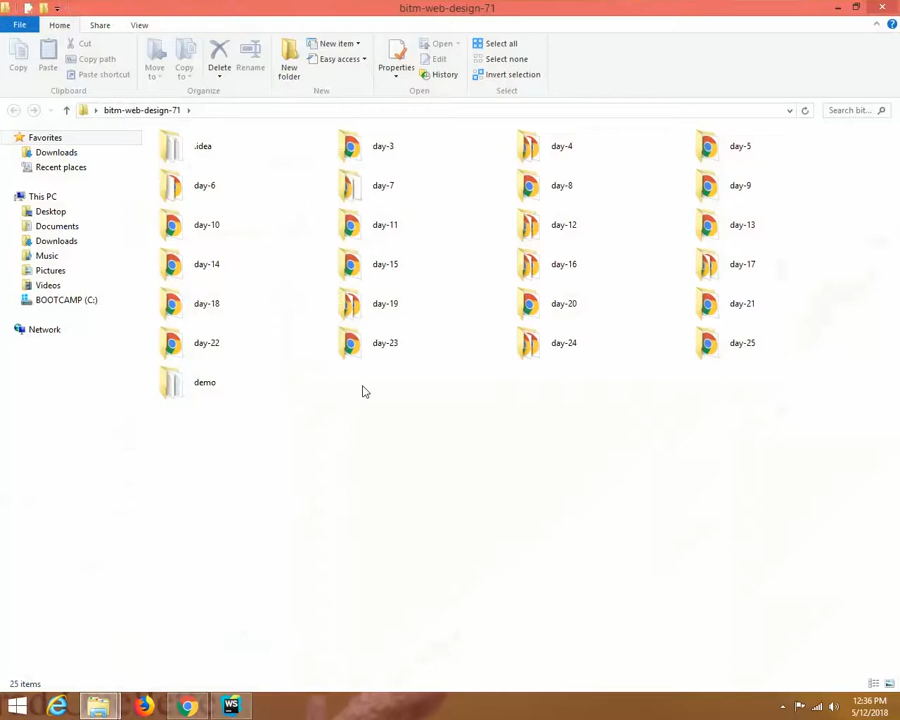 bitm-web-design-71
File Home Share View
Copy Paste Cut
Copy path
Paste shortcut
Move to Copy to Delete Rename
New folder New item
Easy access
Properties Open
Edit
History
Select all
Select none
Invert selection
Clipboard Organize New Open Select
bitm-web-design-71 Search bit...
Favorites
Downloads
Recent places
This PC
Desktop
Documents
Downloads
Music
Pictures
Videos
BOOTCAMP (C:)
Network
.idea day-3 day-4 day-5
day-6 day-7 day-8 day-9
day-10 day-11 day-12 day-13
day-14 day-15 day-16 day-17
day-18 day-19 day-20 day-21
day-22 day-23 day-24 day-25
demo
25 items
WS
12:36 PM
5/12/2018